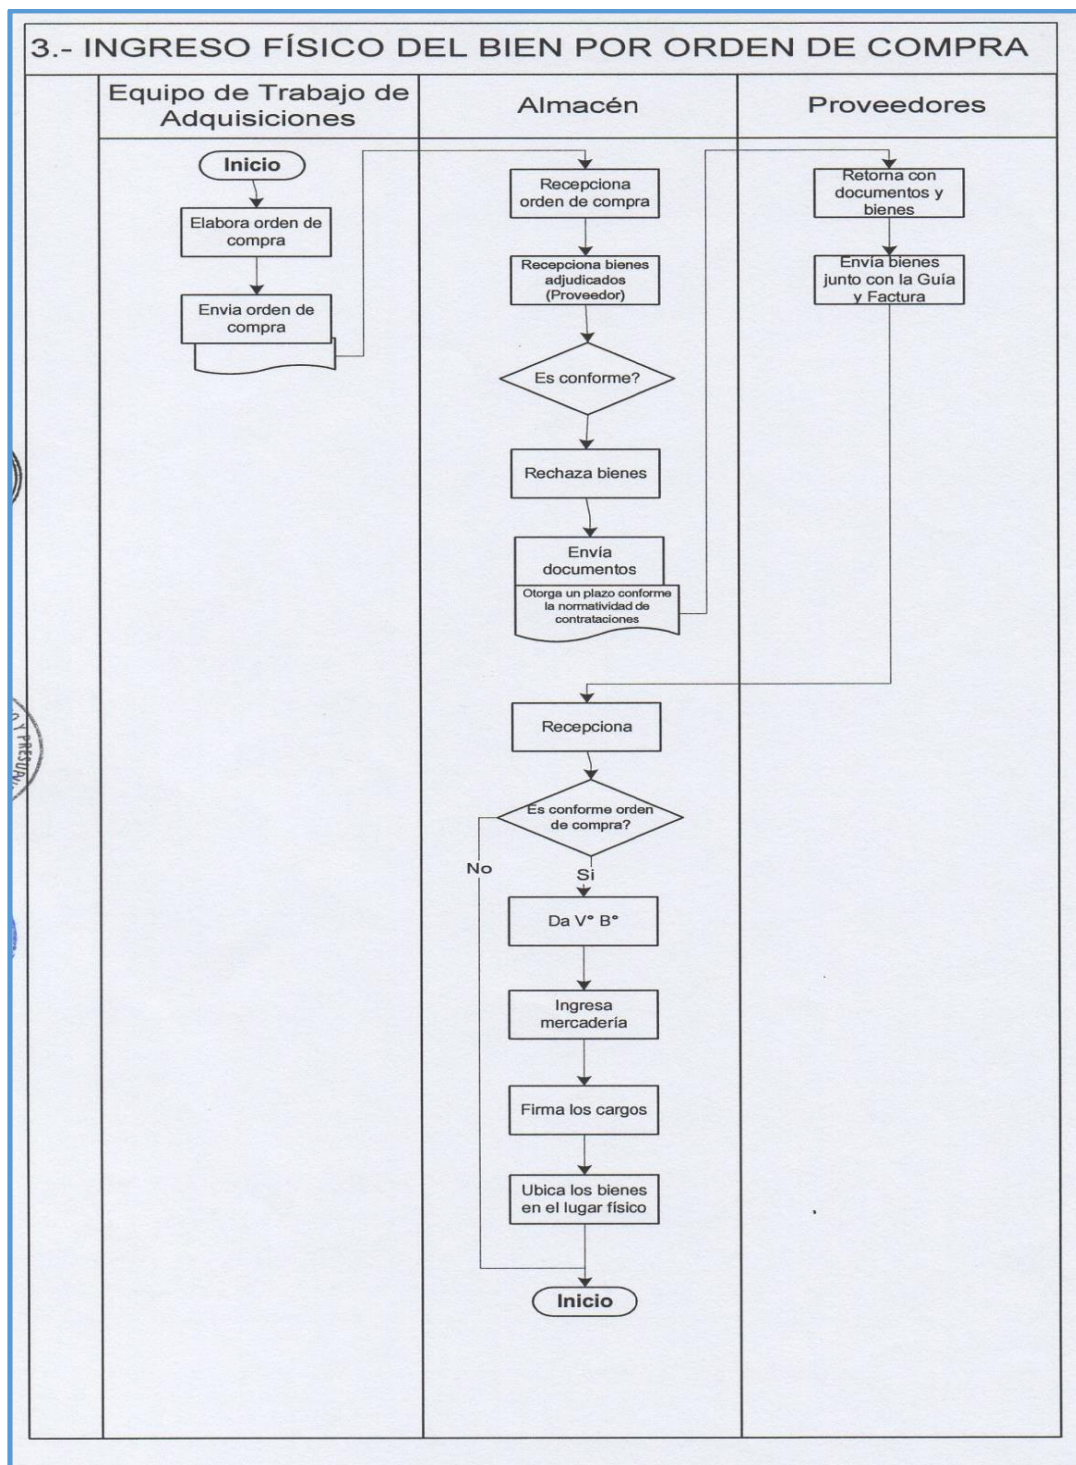 3.- INGRESO FÍSICO DEL BIEN POR ORDEN DE COMPRA
Equipo de Trabajo de
Adquisiciones
Almacén
Proveedores
Inicio
Elabora orden de
compra
Envia orden de
compra
Recepciona
orden de compra
Recepciona bienes
adjudicados
(Proveedor)
Es conforme?
Rechaza bienes
Envía
documentos
Otorga un plazo conforme
la normatividad de
contrataciones
Retorna con
documentos y
bienes
Envía bienes
junto con la Guía
y Factura
Recepciona
Es conforme orden
de compra?
No
Si
Da V° B°
Ingresa
mercadería
Firma los cargos
Ubica los bienes
en el lugar físico
Inicio